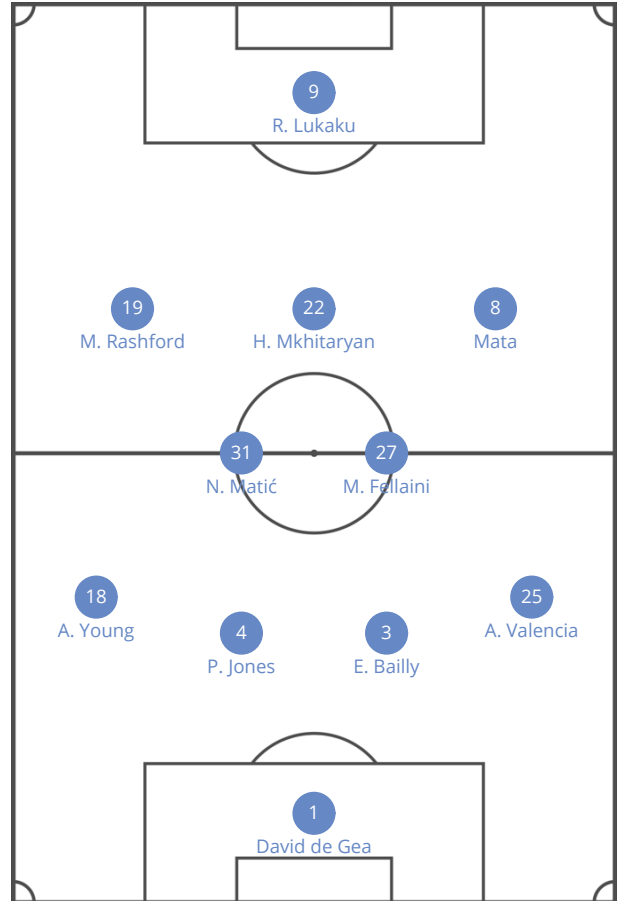 9
R. Lukaku
19 22 8
M. Rashford H. Mkhitaryan Mata
31 27
N. Matić M. Fellaini
18 25
A. Young A. Valencia
4 3
P. Jones E. Bailly
1
David de Gea